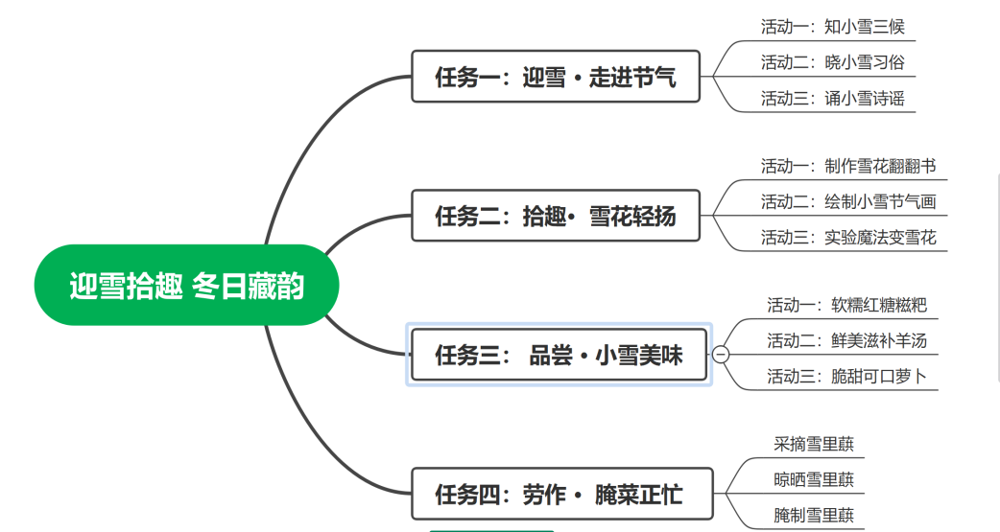 迎雪拾趣 冬日藏韵
任务一：迎雪·走进节气
活动一：知小雪三候
活动二：晓小雪习俗
活动三：诵小雪诗谣
任务二：拾趣· 雪花轻扬
活动一：制作雪花翻翻书
活动二：绘制小雪节气画
活动三：实验魔法变雪花
任务三： 品尝·小雪美味
活动一：软糯红糖糍粑
活动二：鲜美滋补羊汤
活动三：脆甜可口萝卜
任务四：劳作· 腌菜正忙
采摘雪里蕻
晾晒雪里蕻
腌制雪里蕻